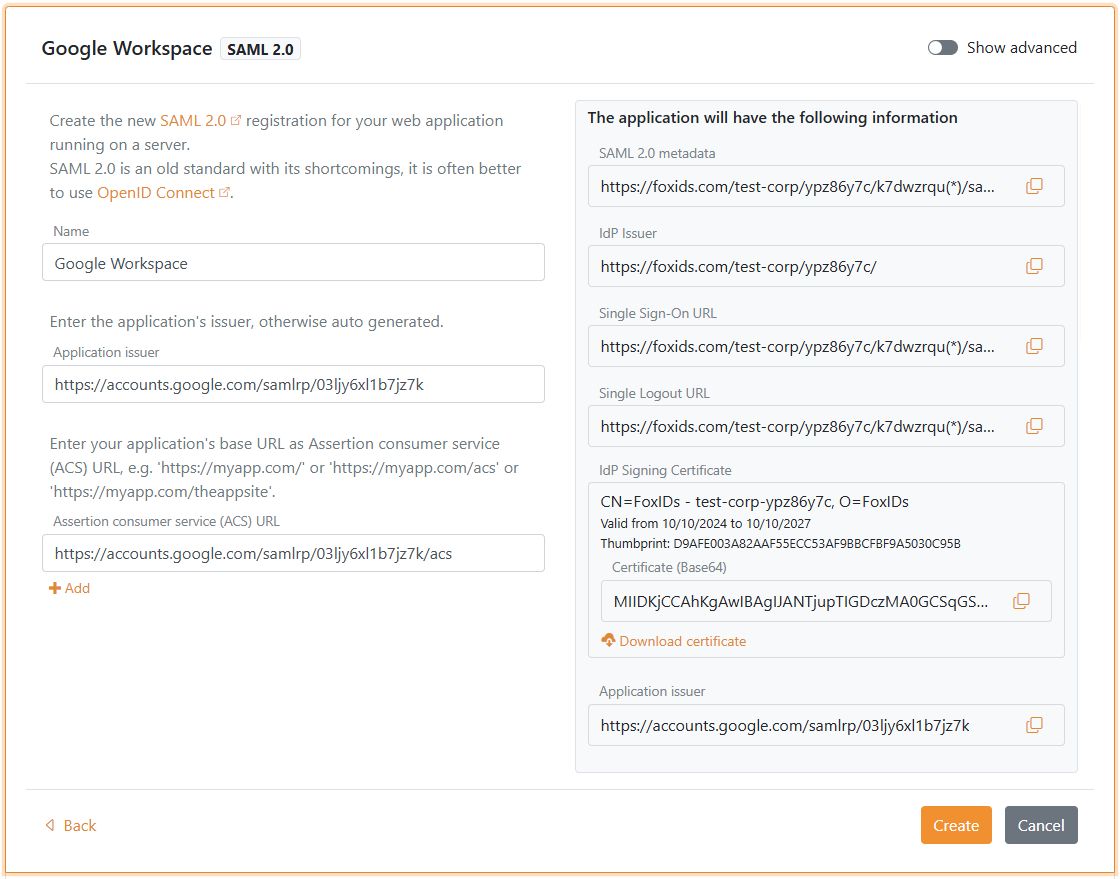 Google Workspace SAML 2.0
Show advanced
Create the new SAML 2.0 registration for your web application
running on a server.
SAML 2.0 is an old standard with its shortcomings, it is often better
to use OpenID Connect.
Name
Google Workspace
Enter the application's issuer, otherwise auto generated.
Application issuer
https://accounts.google.com/samlrp/03ljy6xl1b7jz7k
Enter your application's base URL as Assertion consumer service
(ACS) URL, e.g. 'https://myapp.com/' or 'https://myapp.com/acs' or
'https://myapp.com/theappsite'.
Assertion consumer service (ACS) URL
https://accounts.google.com/samlrp/03ljy6xl1b7jz7k/acs
Add
The application will have the following information
SAML 2.0 metadata
https://foxids.com/test-corp/ypz86y7c/k7dwzrqu(*)/sa...
IdP Issuer
https://foxids.com/test-corp/ypz86y7c/
Single Sign-On URL
https://foxids.com/test-corp/ypz86y7c/k7dwzrqu(*)/sa...
Single Logout URL
https://foxids.com/test-corp/ypz86y7c/k7dwzrqu(*)/sa...
IdP Signing Certificate
CN=FoxIDs - test-corp-ypz86y7c, O=FoxIDs
Valid from 10/10/2024 to 10/10/2027
Thumbprint: D9AFE003A82AAF55ECC53AF9BBCFBF9A5030C95B
Certificate (Base64)
MIIDKjCCAhKgAwIBAgIJANTjupTIGDczMA0GCSqGS...
Download certificate
Application issuer
https://accounts.google.com/samlrp/03ljy6xl1b7jz7k
Back
Create
Cancel